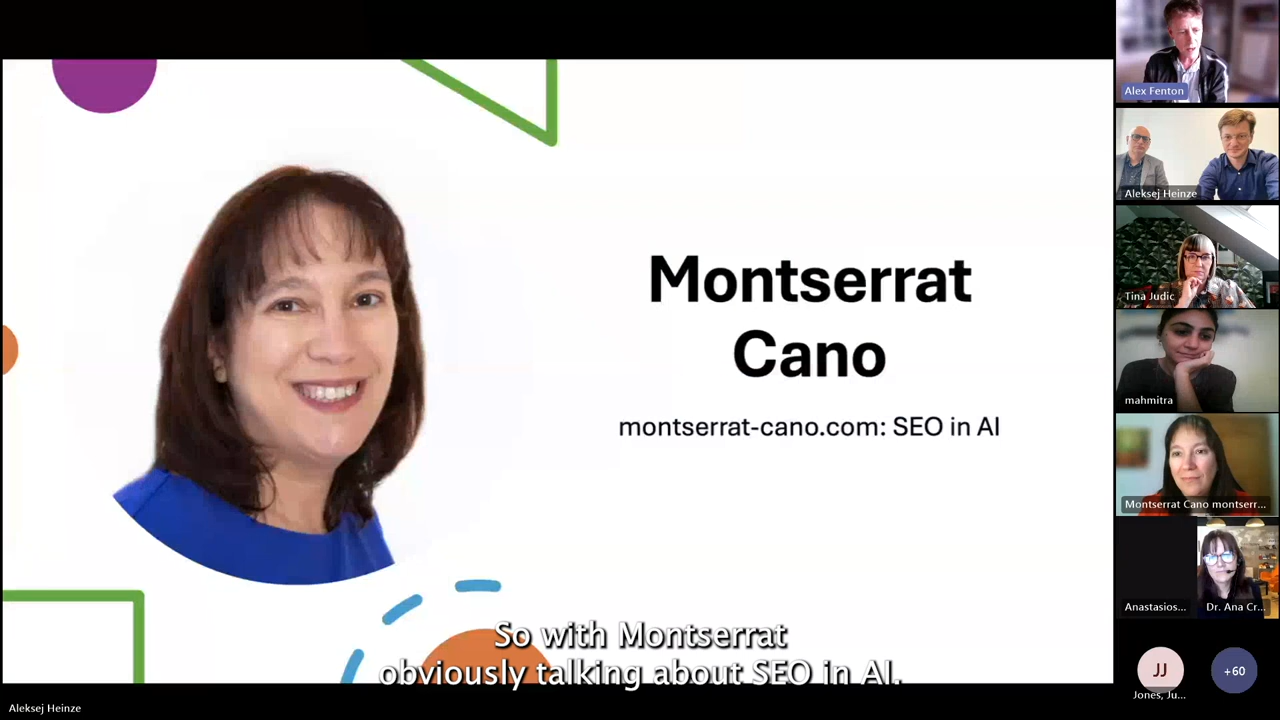 Montserrat
Cano
montserrat-cano.com: SEO in AI
So with Montserrat
obviously talking about SEO in AI.
Aleksej Heinze
Alex Fenton
Aleksej Heinze
Tina Judic
mahmitra
Montserrat Cano montserr...
Anastasios...
Dr. Ana Cr...
JJ
Jones, Ju...
+60